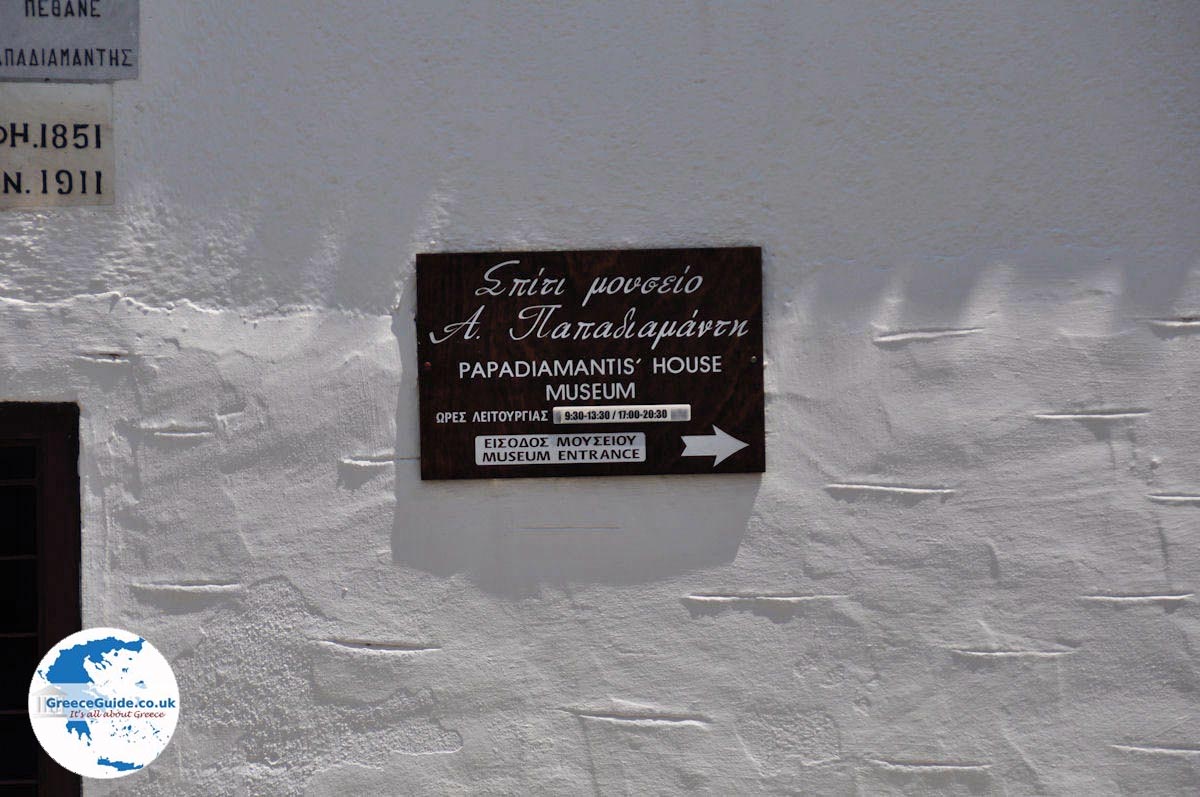 ΠΕΘΑΝΕ
ΑΠΑΔΙΑΜΑΝΤΗΣ
ΦΗ.1851
Ν.1911
Σπίτι μουσείο
Α. Παπαδιαμάντη
PAPADIAMANTIS´ HOUSE
MUSEUM
ΩΡΕΣ ΛΕΙΤΟΥΡΓΙΑΣ 9:30-13:30 / 17:00-20:30
ΕΙΣΟΔΟΣ ΜΟΥΣΕΙΟΥ
MUSEUM ENTRANCE
GreeceGuide.co.uk
It's all about Greece